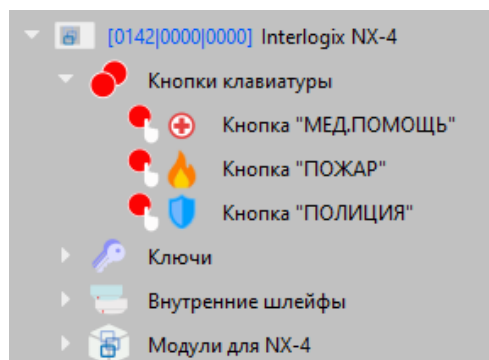 [0142|0000|0000] Interlogix NX-4
Кнопки клавиатуры
Кнопка "МЕД.ПОМОЩЬ"
Кнопка "ПОЖАР"
Кнопка "ПОЛИЦИЯ"
Ключи
Внутренние шлейфы
Модули для NX-4